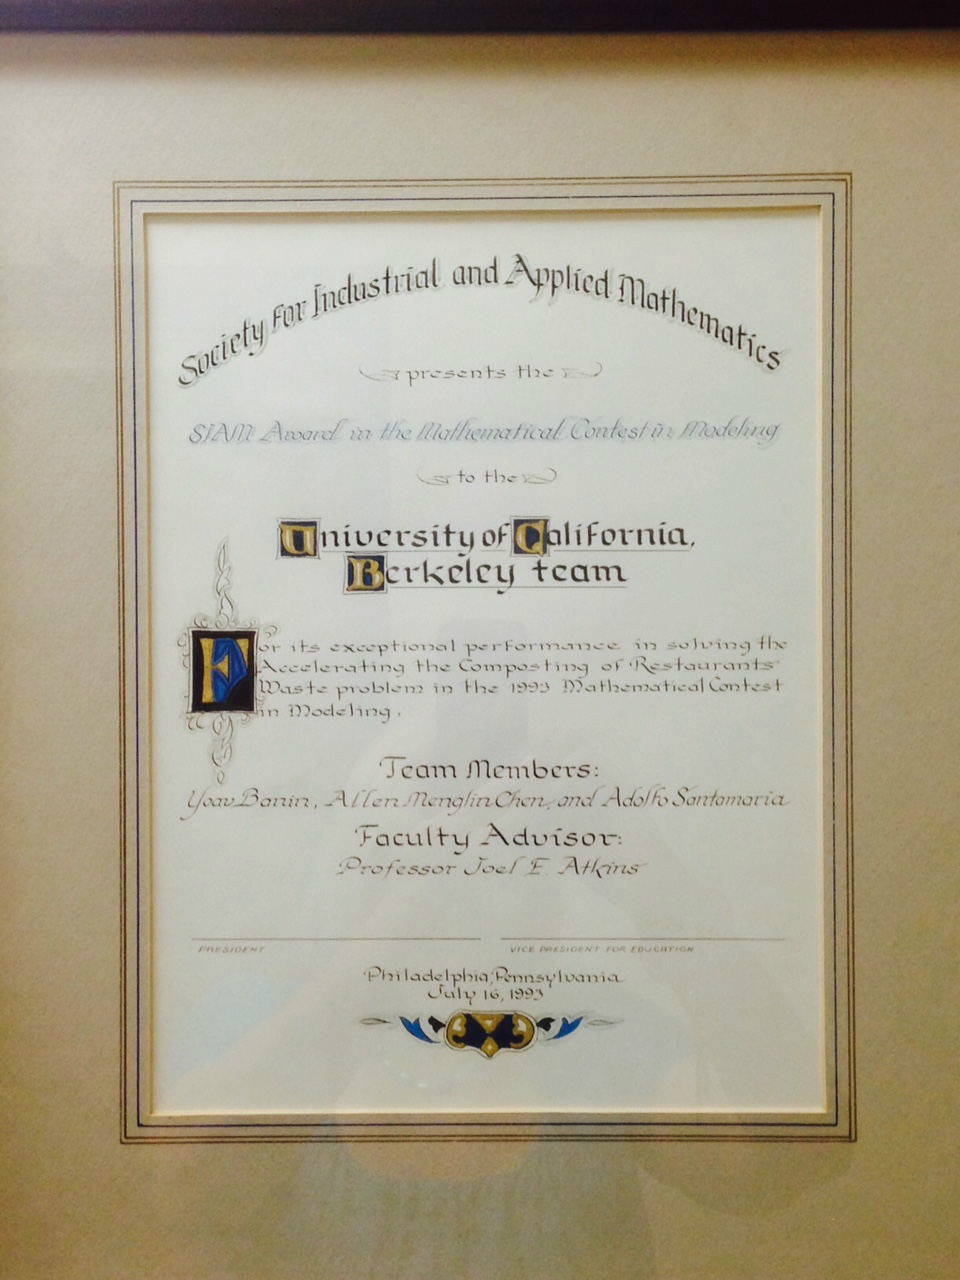 Society for Industrial and Applied Mathematics
presents the
SIAM Award in the Mathematical Contest in Modeling
to the
University of California,
Berkeley team
For its exceptional performance in solving the
Accelerating the Composting of Restaurants
Waste problem in the 1993 Mathematical Contest
in Modeling.
Team Members:
Yoav Banin, Allen Menglin Chen, and Adolfo Santamaria
Faculty Advisor:
Professor Joel E. Atkins
PRESIDENT
VICE PRESIDENT FOR EDUCATION
Philadelphia, Pennsylvania
July 16, 1993